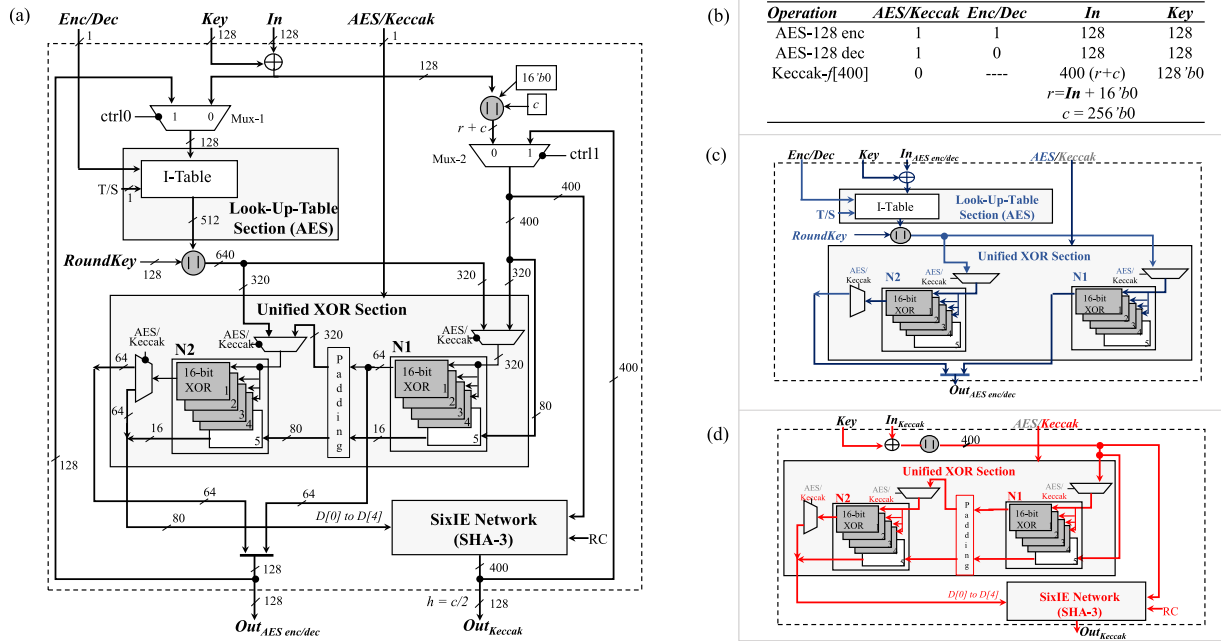 (a)
Enc/Dec
Key
In
AES/Keccak
1
128
128
1
128
16'b0
| |
c
r + c
ctrl0
1
0
Mux-1
Mux-2
0
1
ctrl1
128
400
I-Table
T/S
1
Look-Up-Table
Section (AES)
512
400
RoundKey
128
| |
640
320
320
320
Unified XOR Section
AES/
Keccak
AES/
Keccak
320
AES/
Keccak
320
64
N2
64
N1
16-bit
XOR
1
2
3
4
5
P
a
d
d
i
n
g
16-bit
XOR
1
2
3
4
5
64
16
80
16
80
400
128
64
64
80
D[0] to D[4]
SixIE Network
(SHA-3)
RC
128
400
128
h = c/2
128
Out AES enc/dec
Out Keccak
(b)
Operation AES/Keccak Enc/Dec In Key
AES-128 enc 1 1 128 128
AES-128 dec 1 0 128 128
Keccak-f[400] 0 ---- 400 (r+c) 128'b0
r=In + 16'b0
c = 256'b0
(c)
Enc/Dec
Key
In AES enc/dec
AES/Keccak
I-Table
T/S
Look-Up-Table
Section (AES)
RoundKey
| |
Unified XOR Section
AES/
Keccak
N2
AES/
Keccak
N1
AES/
Keccak
16-bit
XOR
1
2
3
4
5
16-bit
XOR
1
2
3
4
5
Out AES enc/dec
(d)
Key
In Keccak
AES/Keccak
| |
400
Unified XOR Section
AES/
Keccak
N2
AES/
Keccak
N1
AES/
Keccak
16-bit
XOR
P
a
d
d
i
n
g
16-bit
XOR
5
D[0] to D[4]
SixIE Network
(SHA-3)
RC
Out Keccak